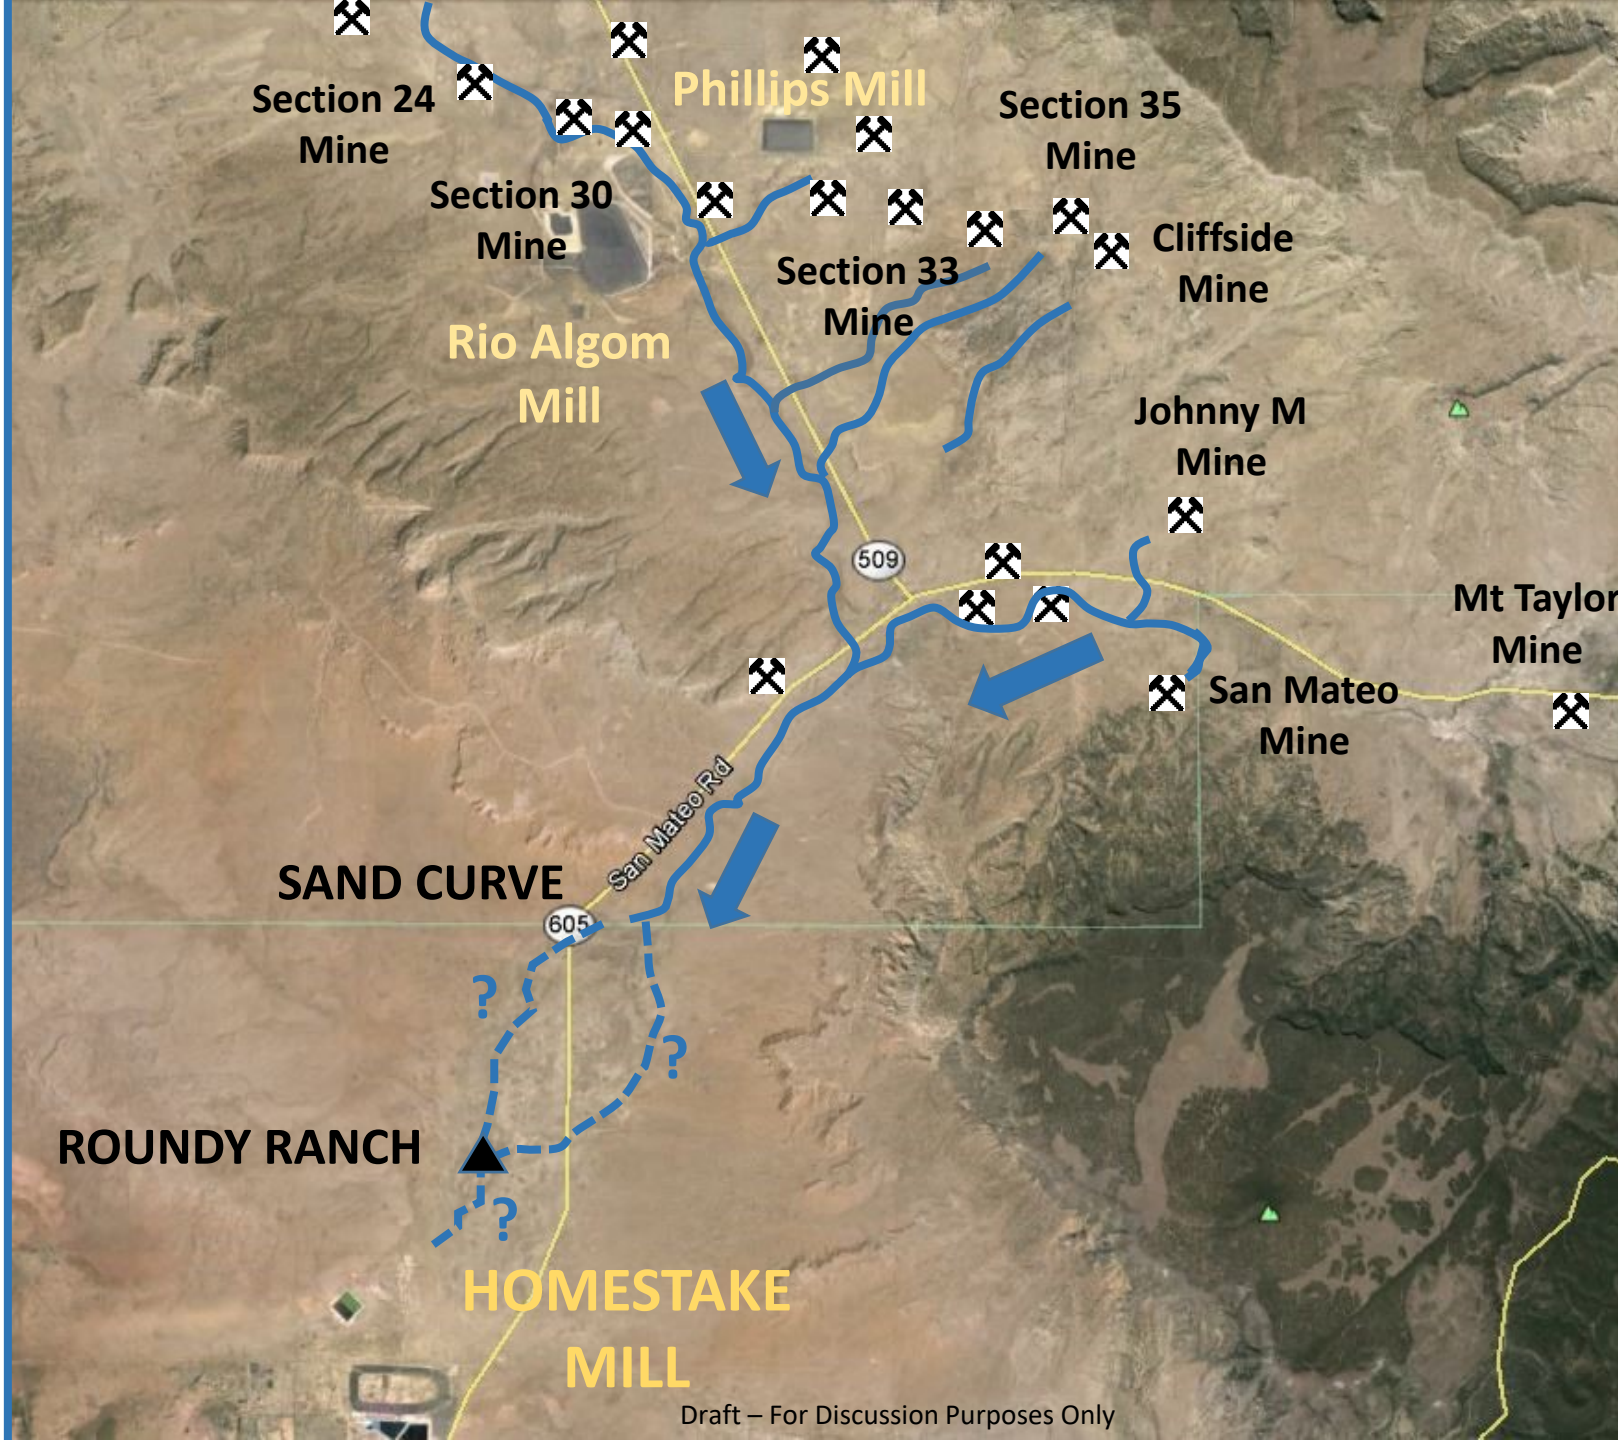 Phillips Mill
Section 24
Mine
Section 35
Mine
Section 30
Mine
Cliffside
Mine
Section 33
Mine
Rio Algom
Mill
Johnny M
Mine
509
Mt Taylor
Mine
San Mateo
Mine
San Mateo Rd
SAND CURVE
605
?
?
ROUNDY RANCH
?
HOMESTAKE
MILL
Draft – For Discussion Purposes Only